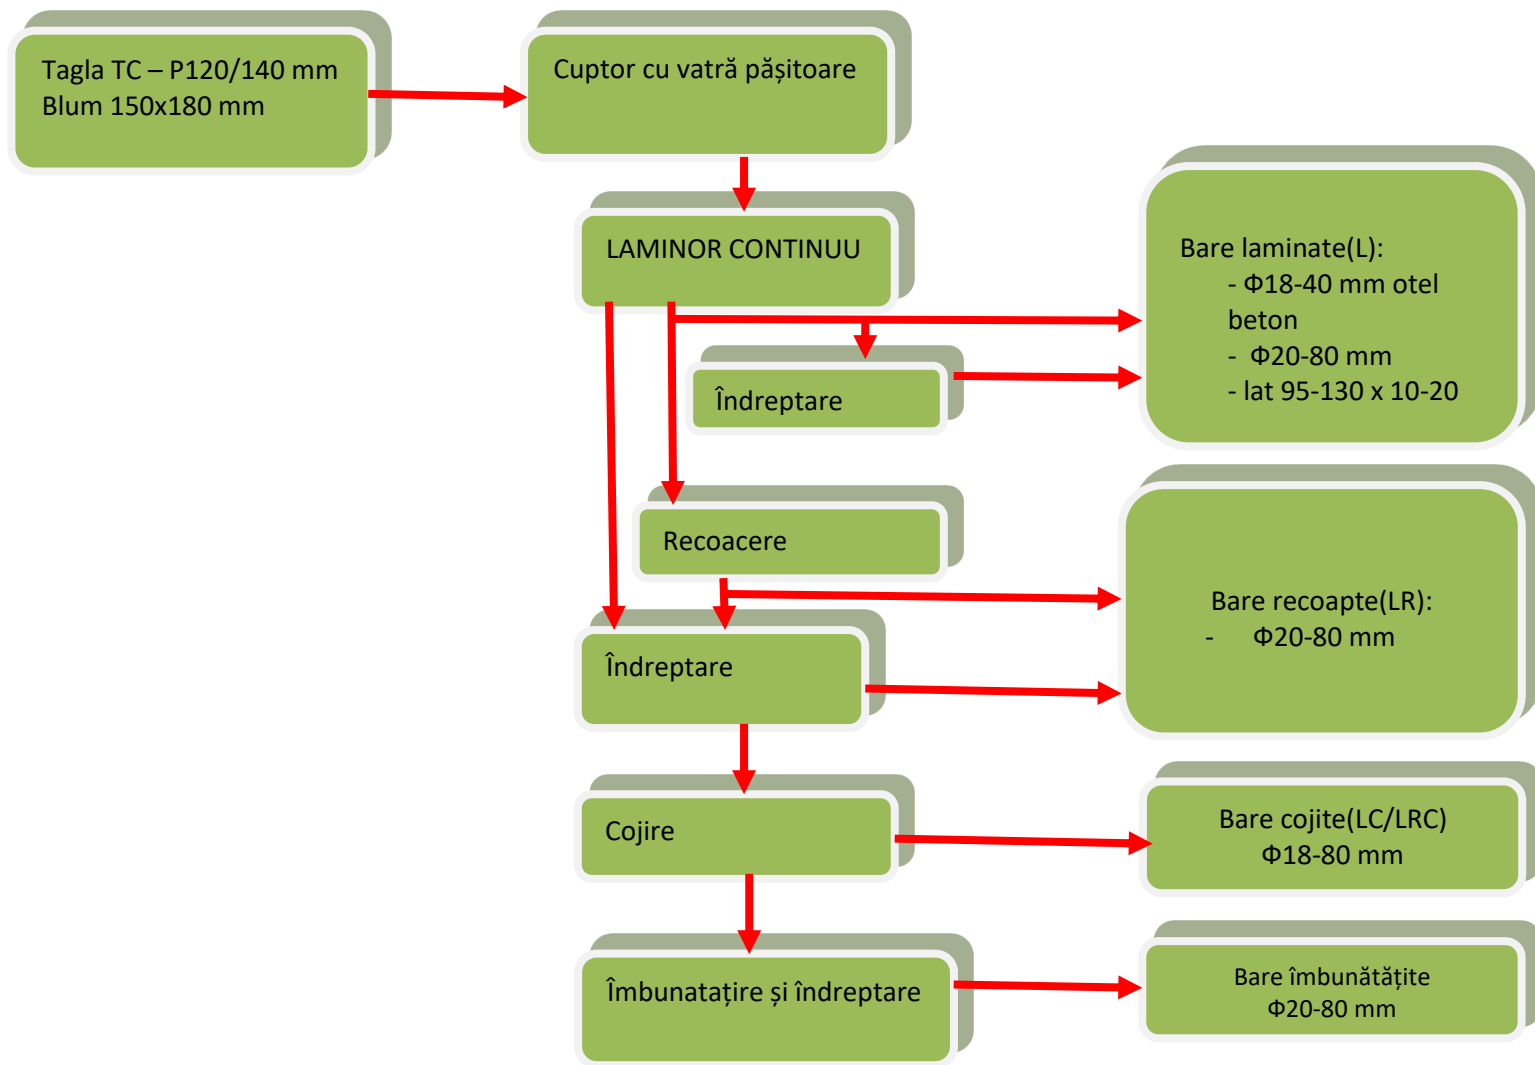 Tagla TC – P120/140 mm
Blum 150x180 mm
Cuptor cu vatră pășitoare
LAMINOR CONTINUU
Bare laminate(L):
- Φ18-40 mm otel
beton
- Φ20-80 mm
- lat 95-130 x 10-20
Îndreptare
Recoacere
Bare recoapte(LR):
- Φ20-80 mm
Îndreptare
Cojire
Bare cojite(LC/LRC)
Φ18-80 mm
Îmbunatațire și îndreptare
Bare îmbunătățite
Φ20-80 mm